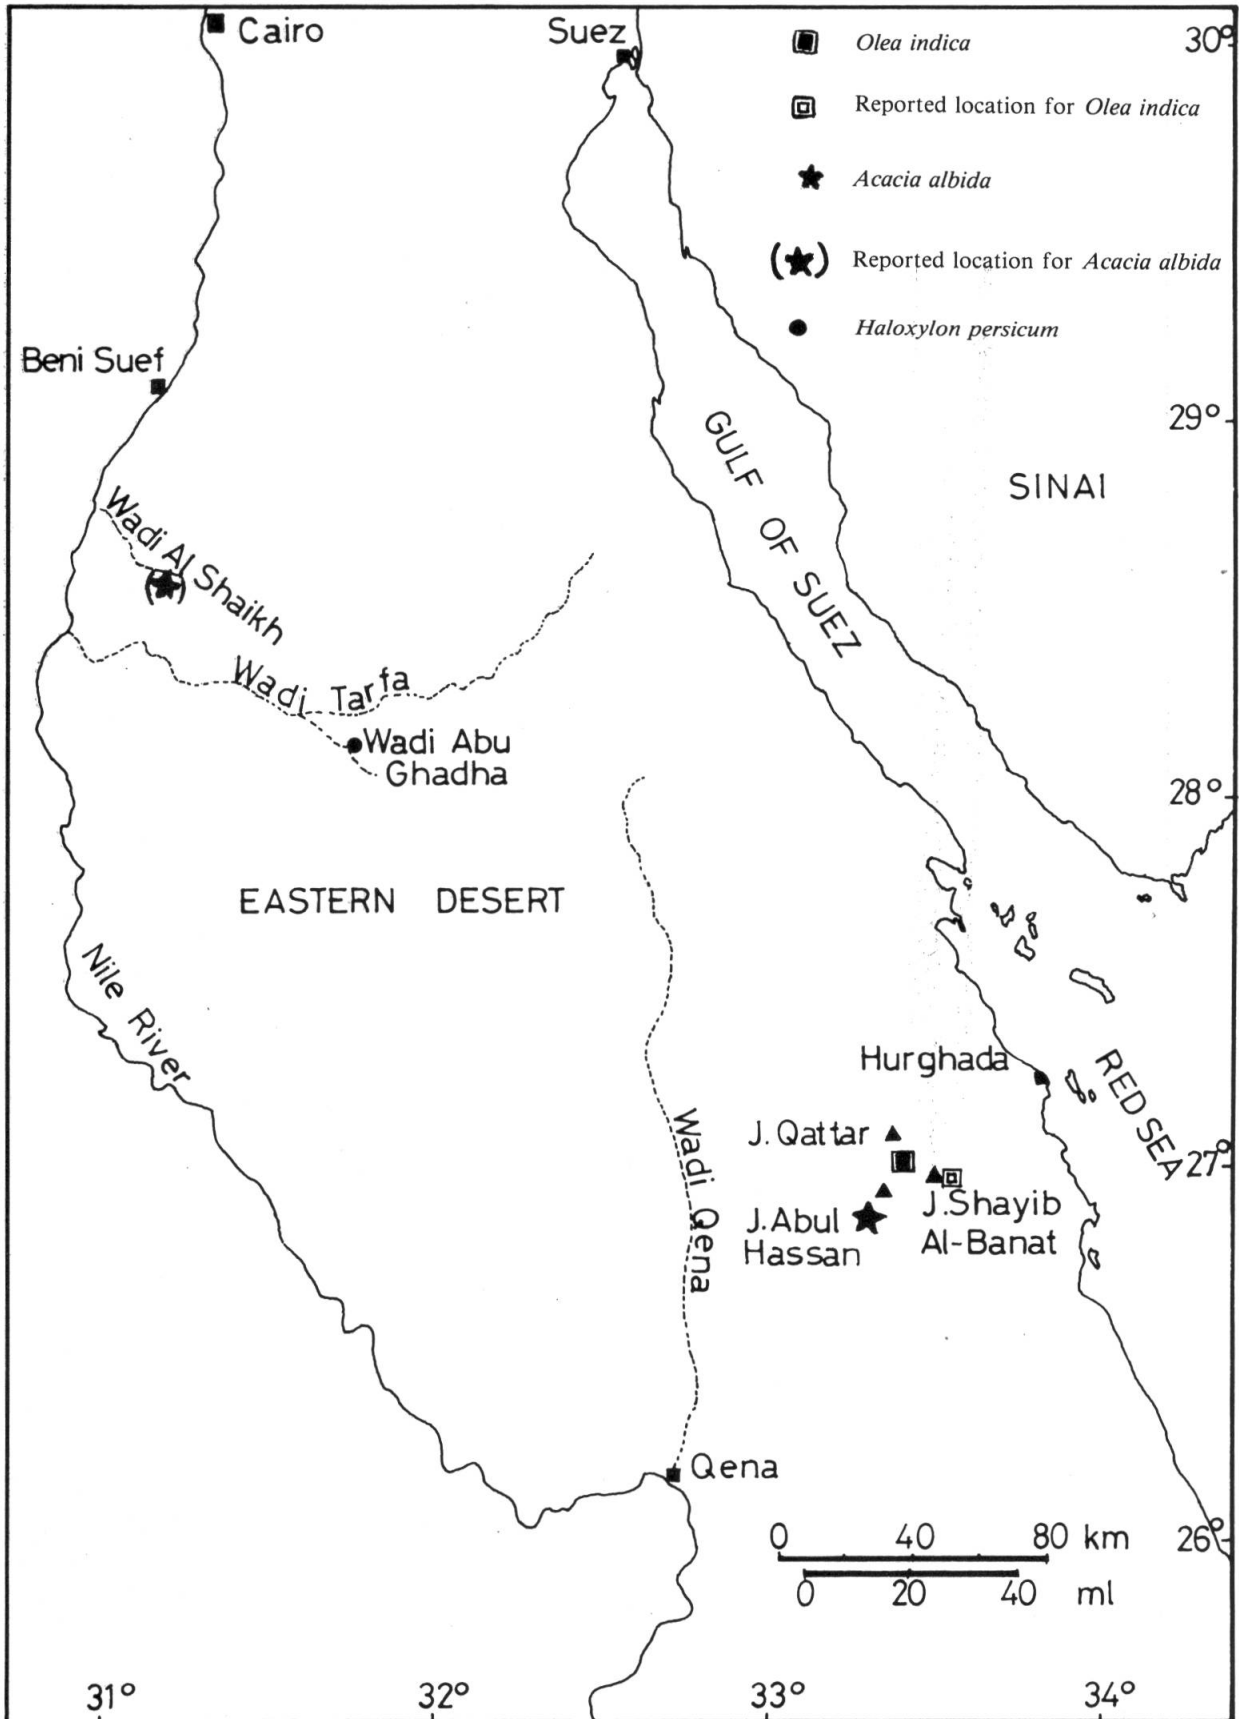 Cairo
Suez
Olea indica
Reported location for Olea indica
Acacia albida
Reported location for Acacia albida
Haloxylon persicum
30°
Beni Suef
29°
GULF OF SUEZ
SINAI
Wadi Al Shaikh
Wadi Tarfa
Wadi Abu
Ghadha
28°
EASTERN DESERT
Nile River
Hurghada
RED SEA
J. Qattar
27°
Wadi Qena
J. Abul
Hassan
J. Shayib
Al-Banat
Qena
0 40 80 km
0 20 40 ml
26°
31° 32° 33° 34°